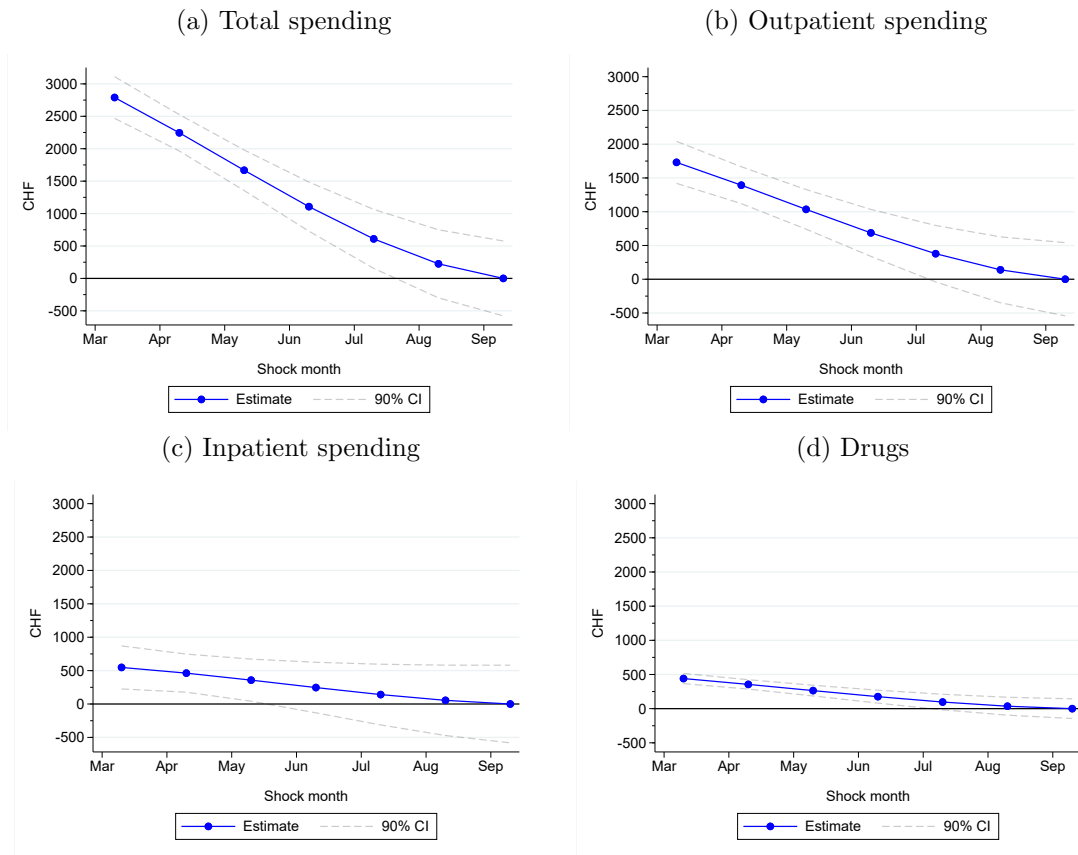 (a) Total spending
3000
2500
2000
1500
1000
500
0
-500
CHF
Mar Apr May Jun Jul Aug Sep
Shock month
Estimate 90% CI
(b) Outpatient spending
3000
2500
2000
1500
1000
500
0
-500
CHF
Mar Apr May Jun Jul Aug Sep
Shock month
Estimate 90% CI
(c) Inpatient spending
3000
2500
2000
1500
1000
500
0
-500
CHF
Mar Apr May Jun Jul Aug Sep
Shock month
Estimate 90% CI
(d) Drugs
3000
2500
2000
1500
1000
500
0
-500
CHF
Mar Apr May Jun Jul Aug Sep
Shock month
Estimate 90% CI